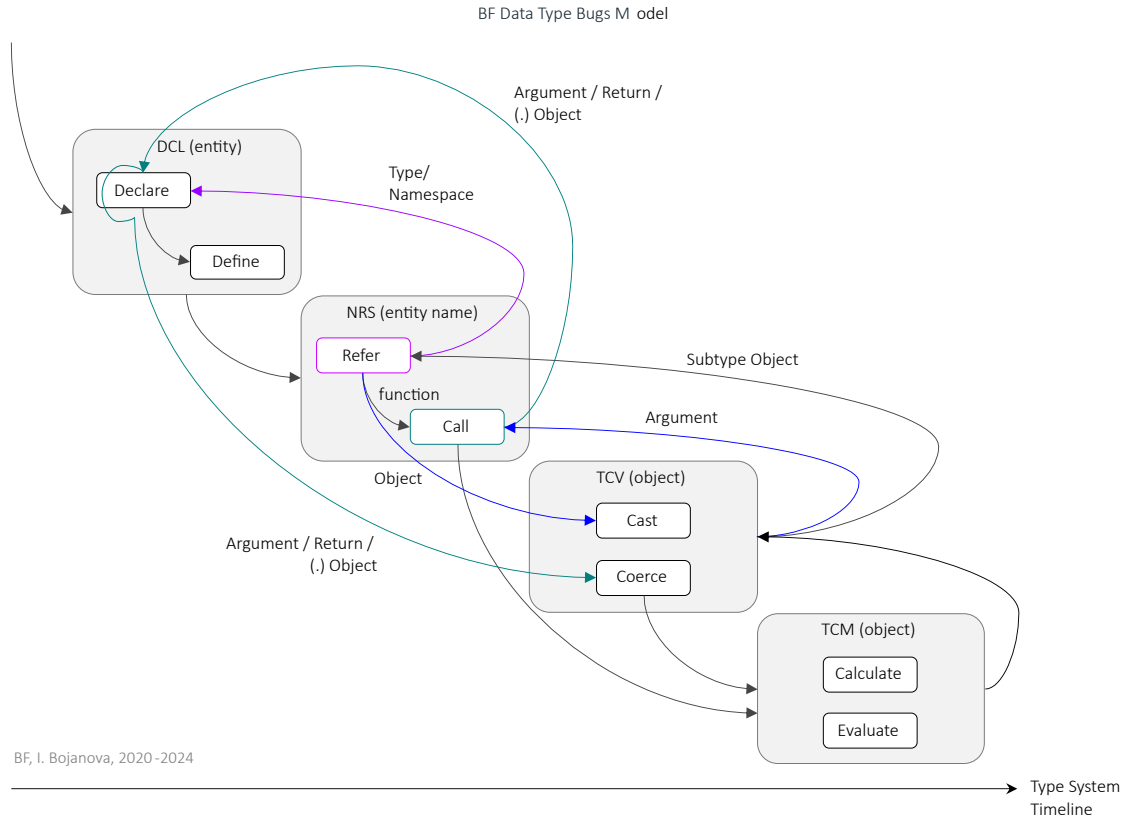 BF Data Type Bugs M odel
Argument / Return /
(.) Object
DCL (entity)
Declare
Type/
Namespace
Define
NRS (entity name)
Refer
Subtype Object
function
Call
Argument
Object
TCV (object)
Cast
Argument / Return /
(.) Object
Coerce
TCM (object)
Calculate
Evaluate
BF, I. Bojanova, 2020-2024
Type System
Timeline